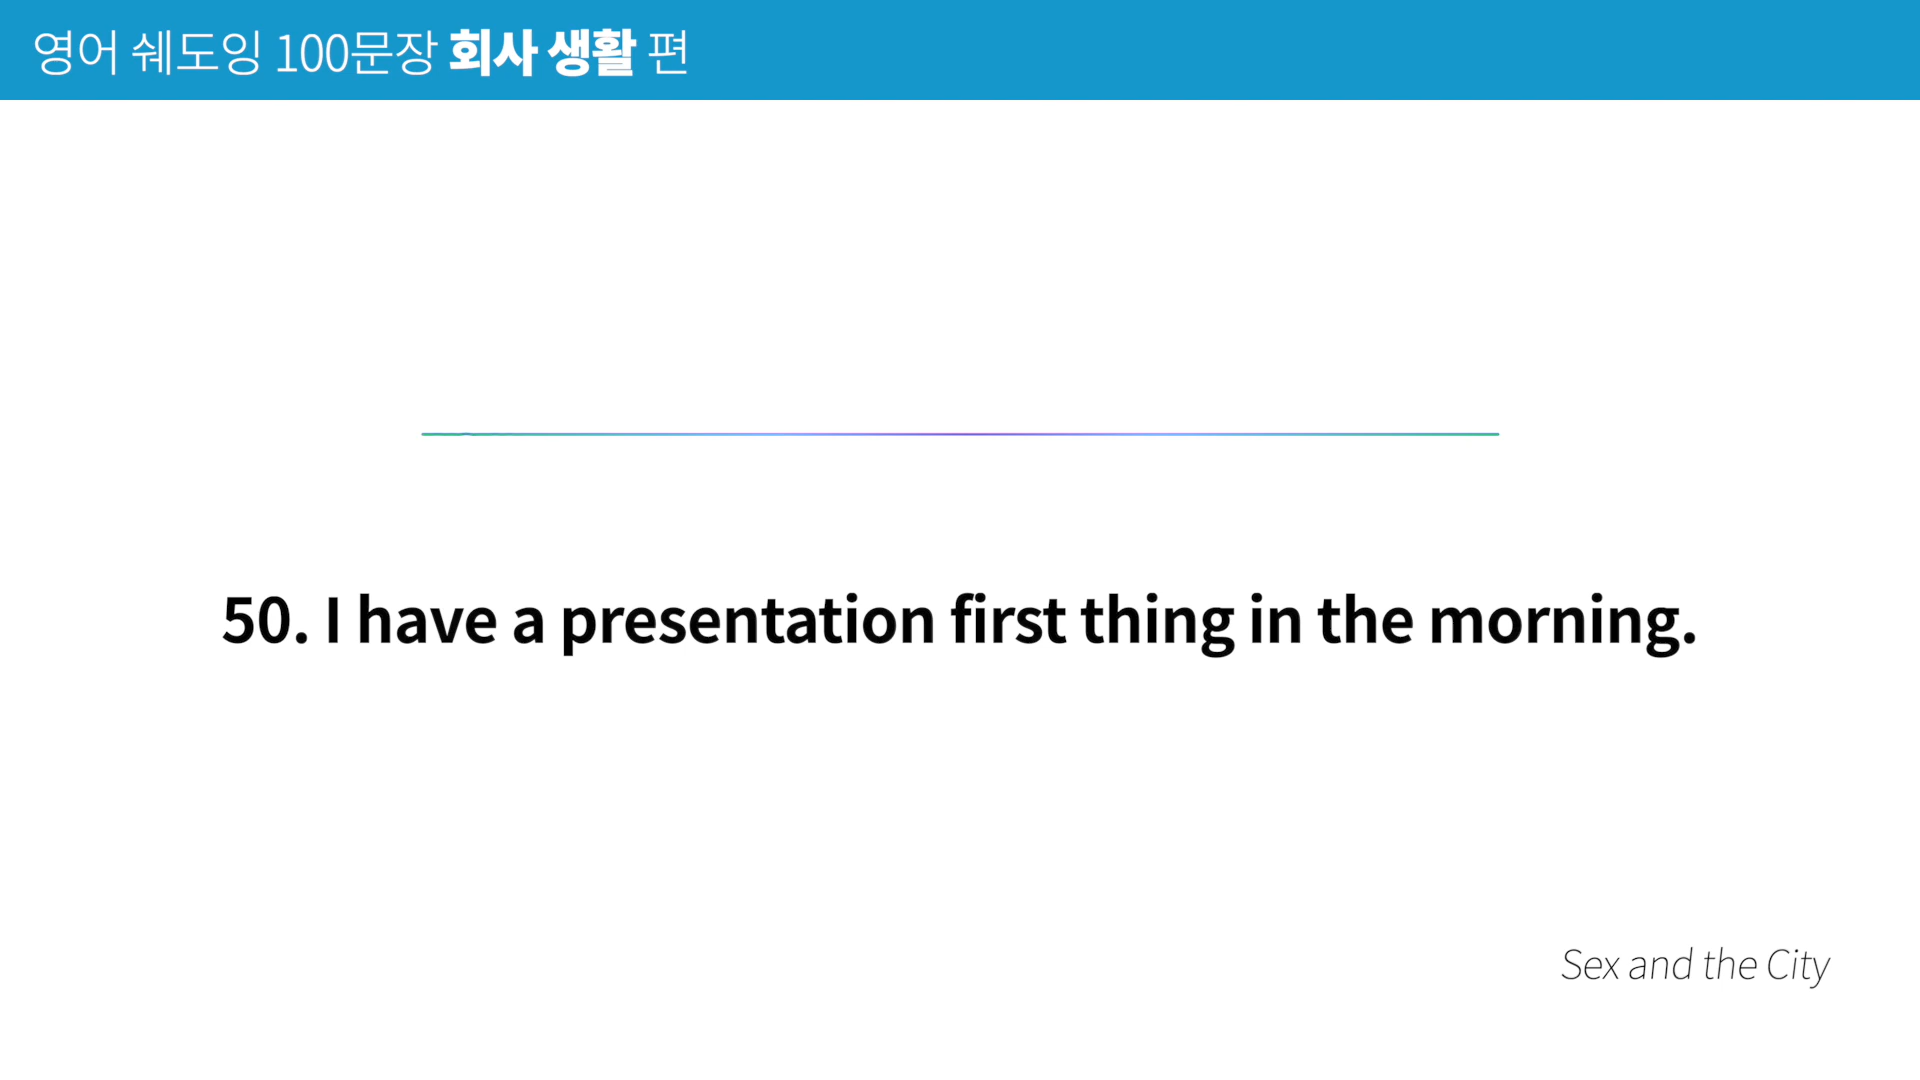 영어 쉐도잉 100문장 회사 생활 편
50. I have a presentation first thing in the morning.
Sex and the City